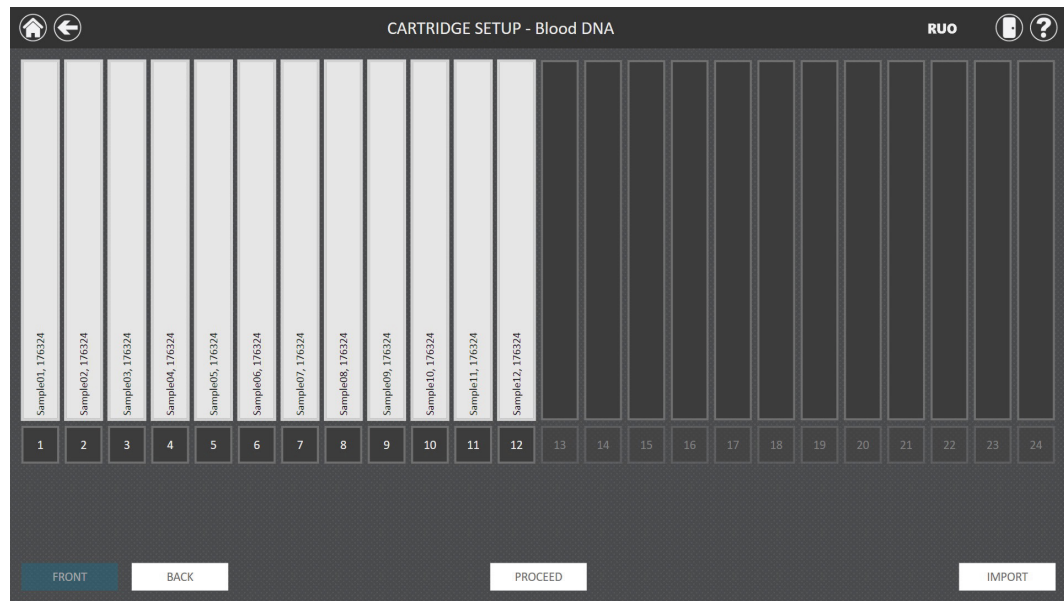 CARTRIDGE SETUP - Blood DNA
RUO
?
Sample01, 176324
Sample02, 176324
Sample03, 176324
Sample04, 176324
Sample05, 176324
Sample06, 176324
Sample07, 176324
Sample08, 176324
Sample09, 176324
Sample10, 176324
Sample11, 176324
Sample12, 176324
1 2 3 4 5 6 7 8 9 10 11 12 13 14 15 16 17 18 19 20 21 22 23 24
FRONT BACK PROCEED IMPORT